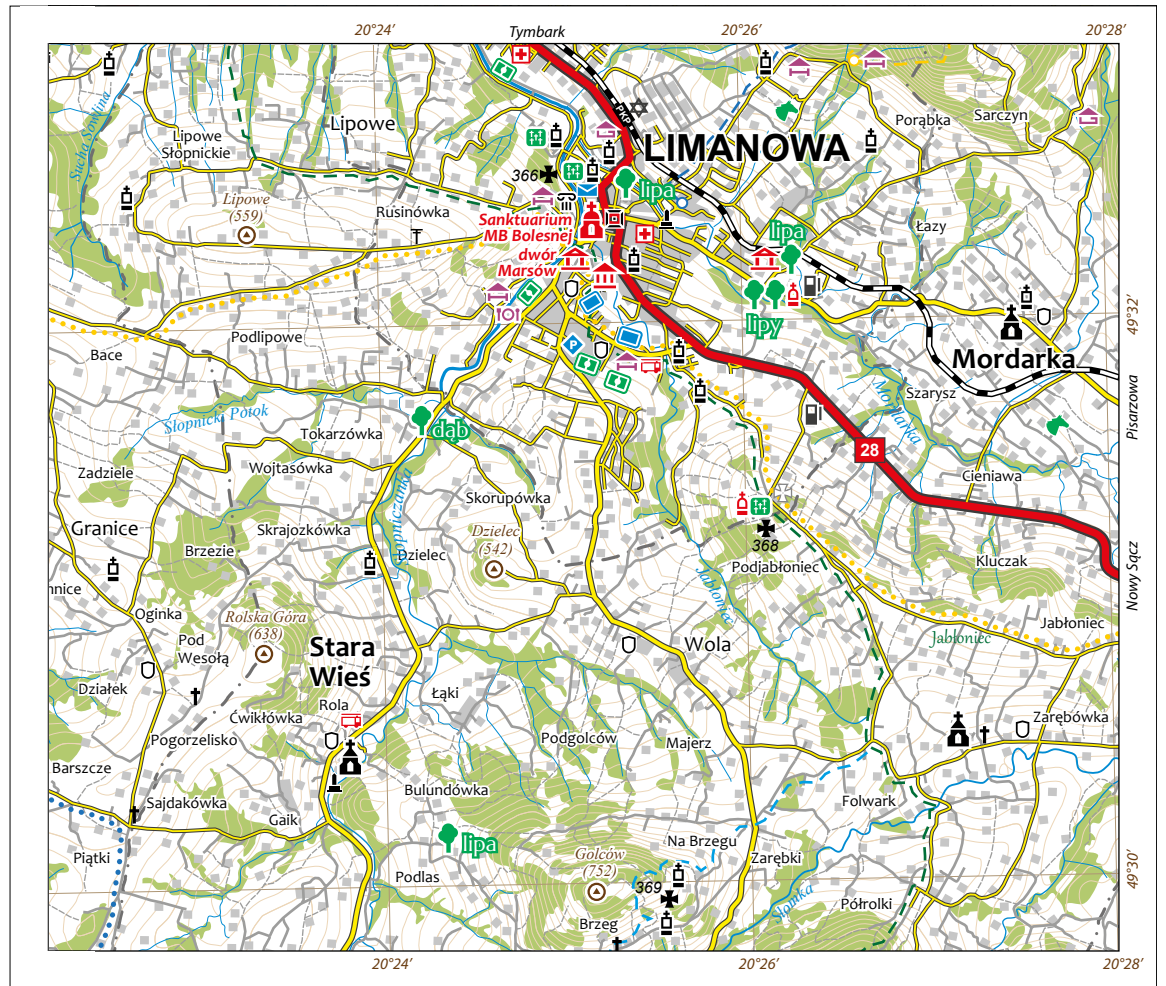 20°24′
Tymbark
20°26′
20°28′
Sucha Sowlina
Lipowe
Słopnickie
Lipowe
PKP
LIMANOWA
Porąbka
Sarczyn
366
lipa
Lipowe
(559)
Rusinówka
Sanktuarium
MB Bolesnej
dwór
Marsów
Łazy
lipa
lipy
49°32′
Bace
Podlipowe
Mordarka
Szarysz
Mordarka
Pisarzowa
Słopnicki Potok
dąb
Tokarzówka
28
Zadziele
Wojtasówka
Cieniawa
Skorupówka
Słopniczanka
Granice
Skrajozkówka
Dzielec
(542)
Brzezie
Dzielec
368
Podjabłoniec
Kluczak
Nowy Sącz
nnice
Jabłoniec
Oginka
Rolska Góra
(638)
Jabłoniec
Jabłoniec
Pod
Wesołą
Stara
Wieś
Wola
Działek
Łąki
Rola
Ćwikłówka
Zarębówka
Pogorzelisko
Podgolców
Majerz
Barszcze
Sajdakówka
Bulundówka
Folwark
Gaik
lipa
Na Brzegu
Piątki
Golców
(752)
Zarębki
49°30′
Podlas
369
Słomka
Półrolki
Brzeg
20°24′
20°26′
20°28′